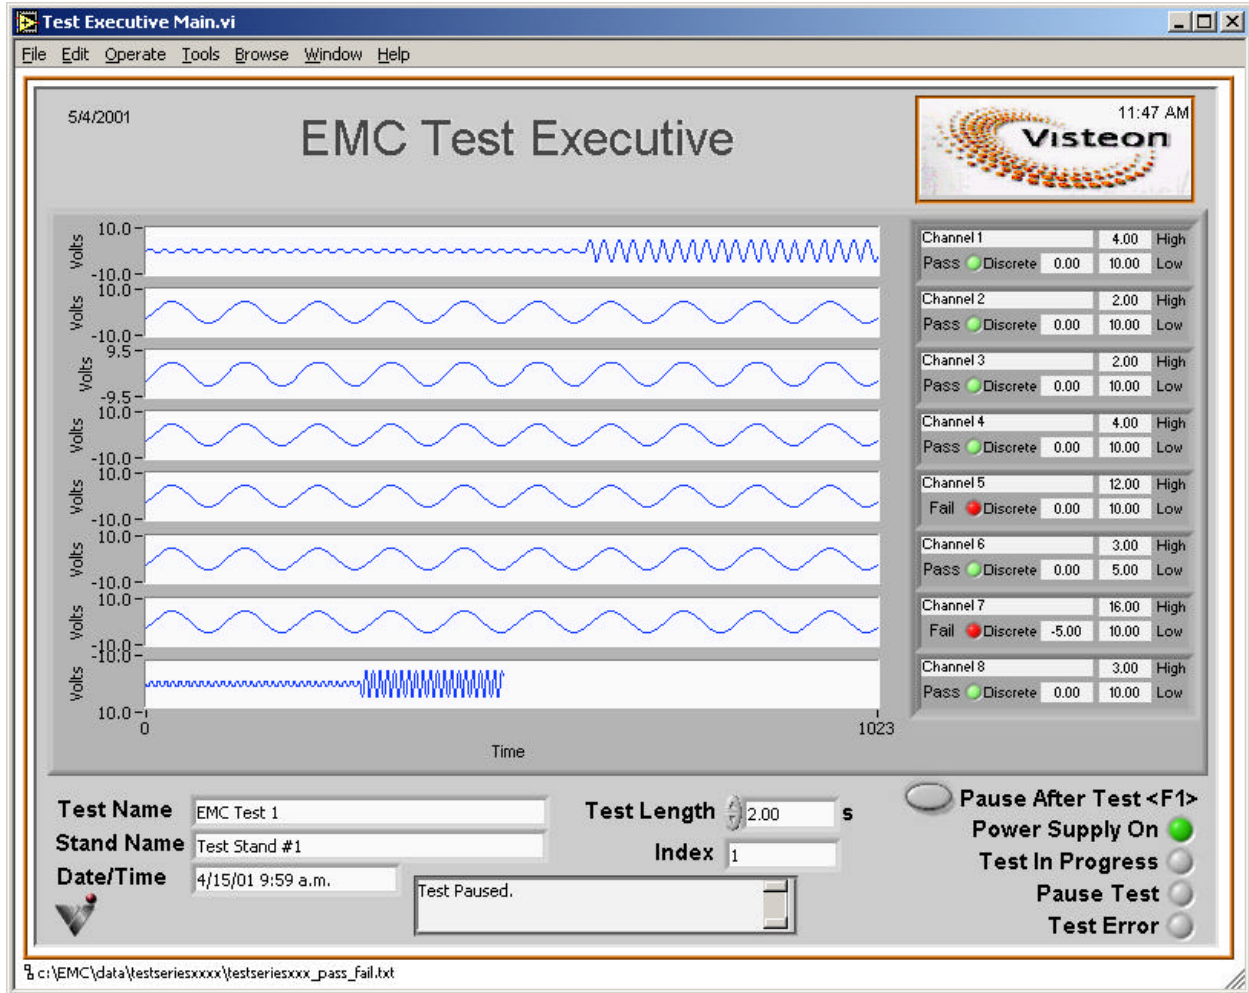 Test Executive Main.vi
File Edit Operate Tools Browse Window Help
5/4/2001
EMC Test Executive
11:47 AM
Visteon
Volts
10.0
-10.0
Volts
10.0
-10.0
Volts
9.5
-9.5
Volts
10.0
-10.0
Volts
10.0
-10.0
Volts
10.0
-10.0
Volts
10.0
-10.0
Volts
-10.0
10.0
0
1023
Time
Channel 1 4.00 High
Pass Discrete 0.00 10.00 Low
Channel 2 2.00 High
Pass Discrete 0.00 10.00 Low
Channel 3 2.00 High
Pass Discrete 0.00 10.00 Low
Channel 4 4.00 High
Pass Discrete 0.00 10.00 Low
Channel 5 12.00 High
Fail Discrete 0.00 10.00 Low
Channel 6 3.00 High
Pass Discrete 0.00 5.00 Low
Channel 7 16.00 High
Fail Discrete -5.00 10.00 Low
Channel 8 3.00 High
Pass Discrete 0.00 10.00 Low
Test Name EMC Test 1
Stand Name Test Stand #1
Date/Time 4/15/01 9:59 a.m.
Test Length 2.00 s
Index 1
Test Paused.
Pause After Test <F1>
Power Supply On
Test In Progress
Pause Test
Test Error
c:\EMC\data\testseriesxxxx\testseriesxxx_pass_fail.txt